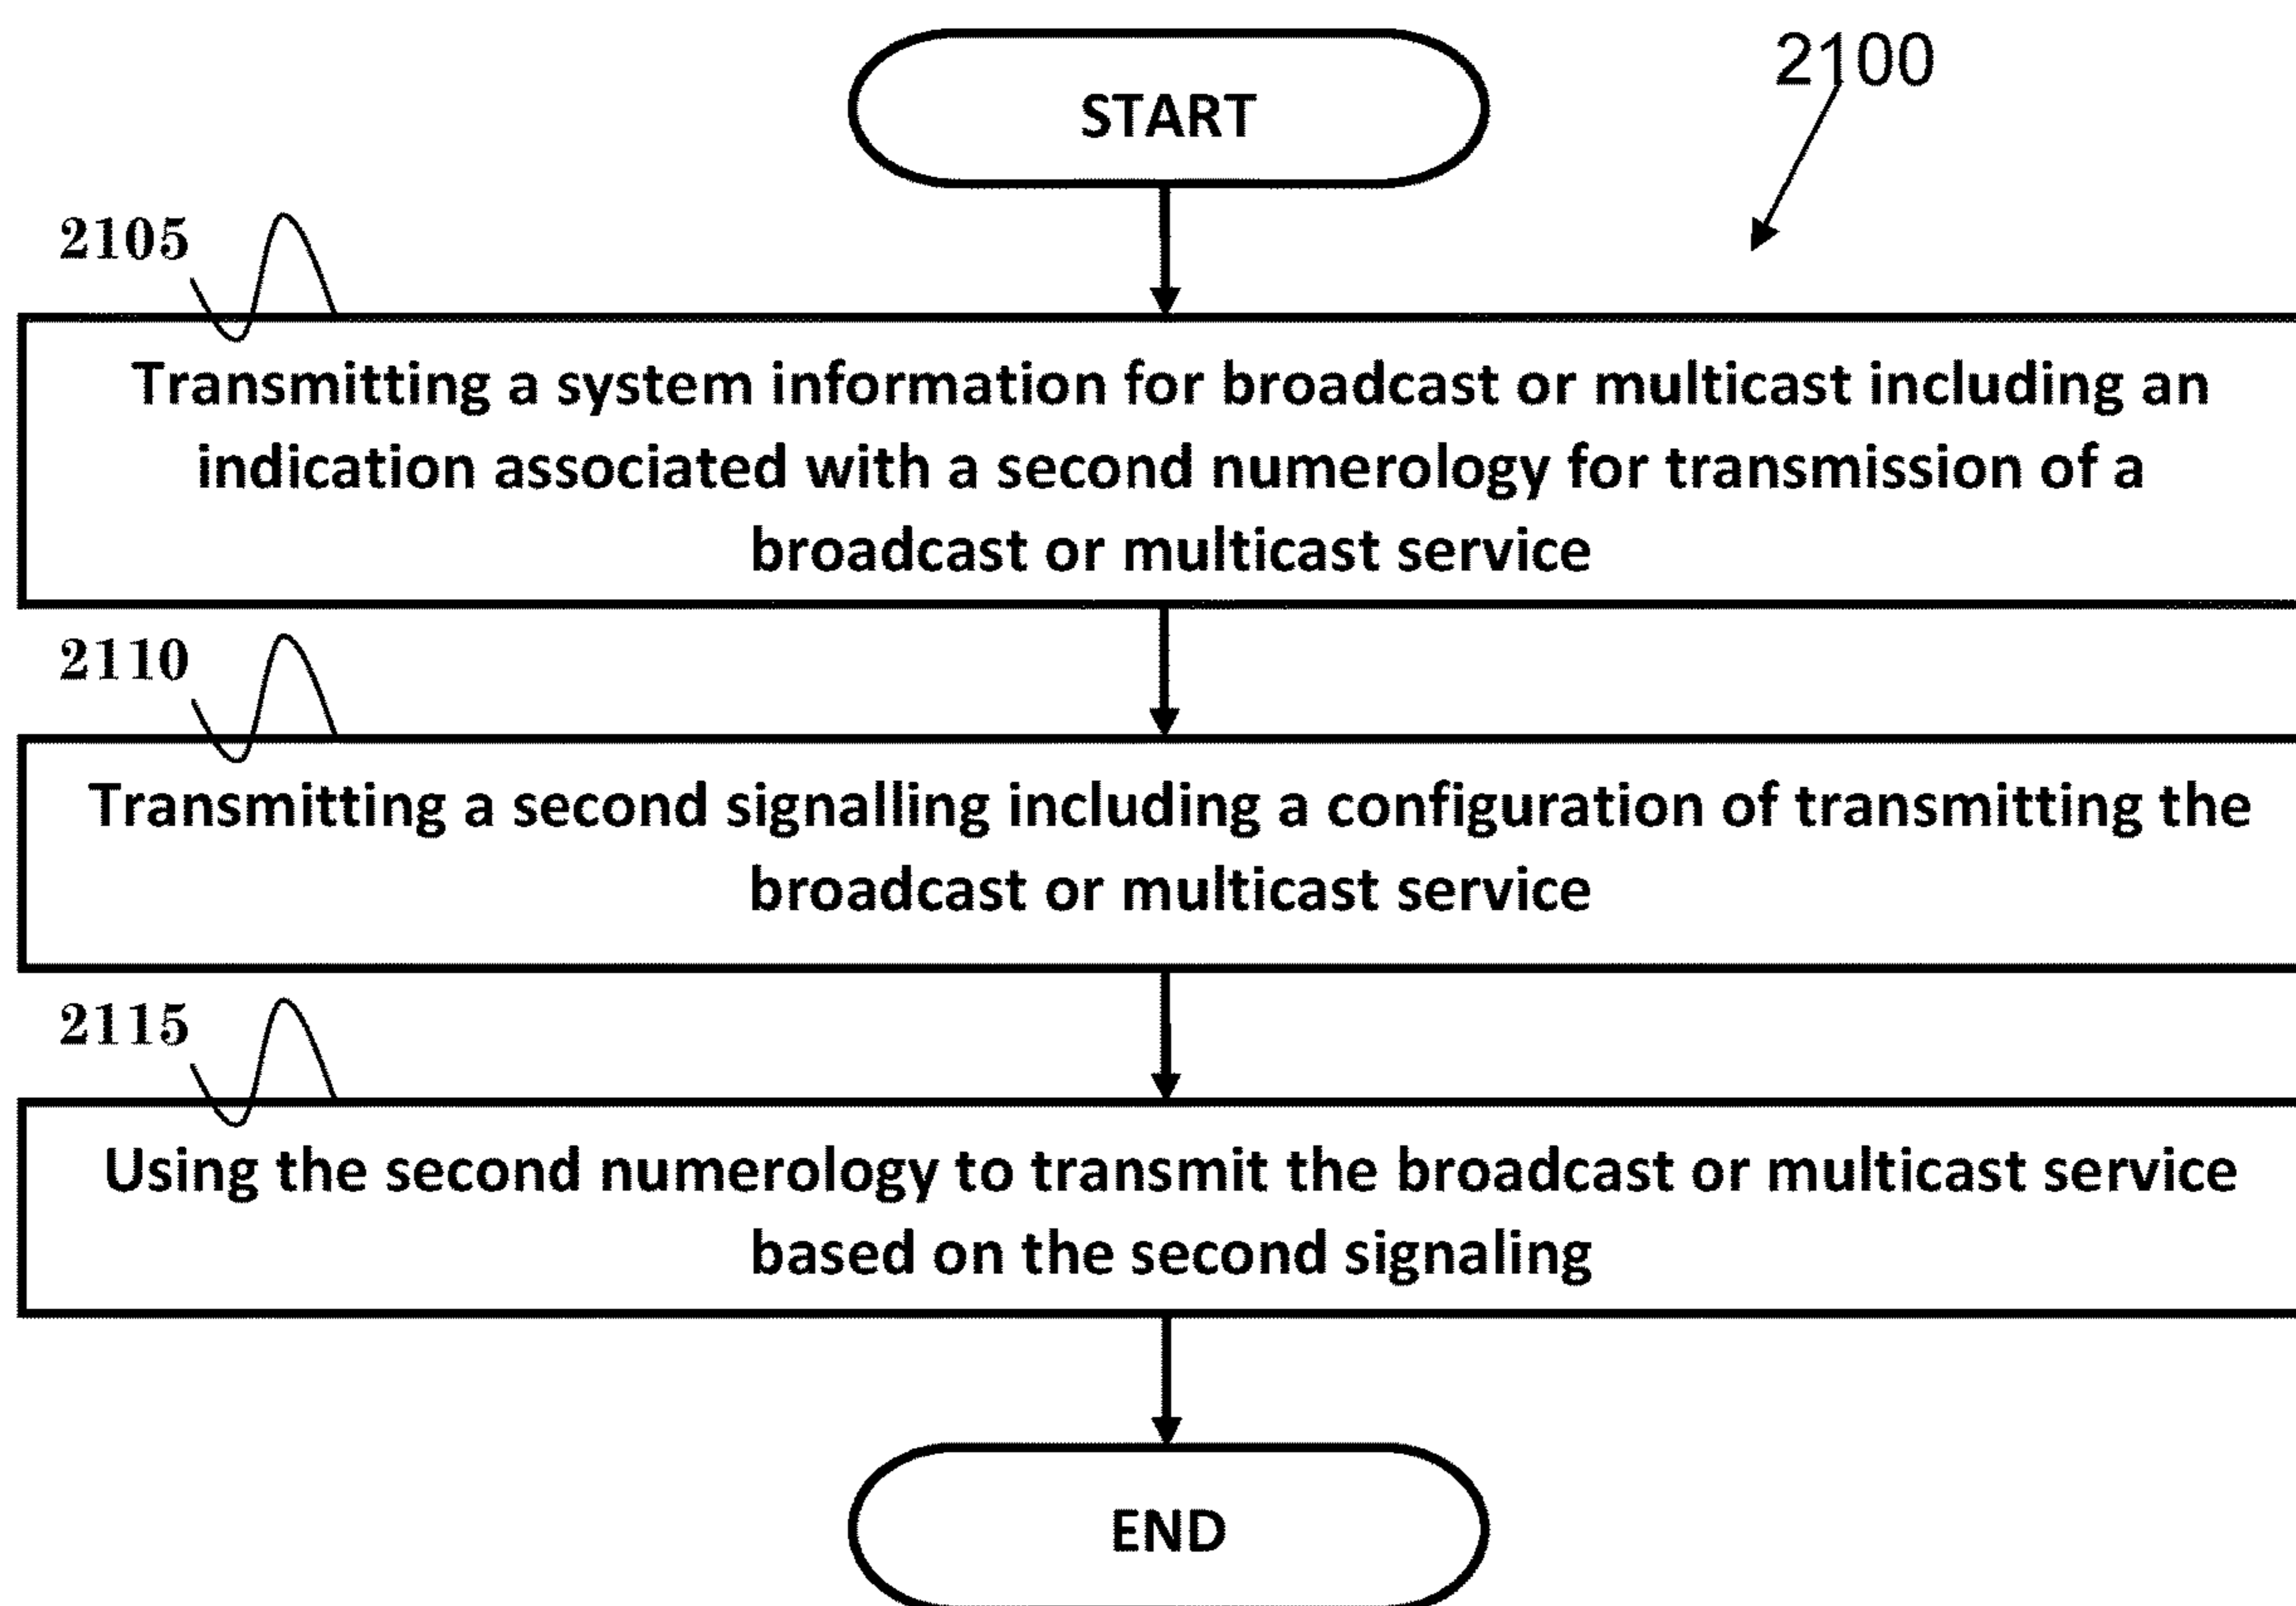 START
2100
2105
Transmitting a system information for broadcast or multicast including an
indication associated with a second numerology for transmission of a
broadcast or multicast service
2110
Transmitting a second signalling including a configuration of transmitting the
broadcast or multicast service
2115
Using the second numerology to transmit the broadcast or multicast service
based on the second signaling
END